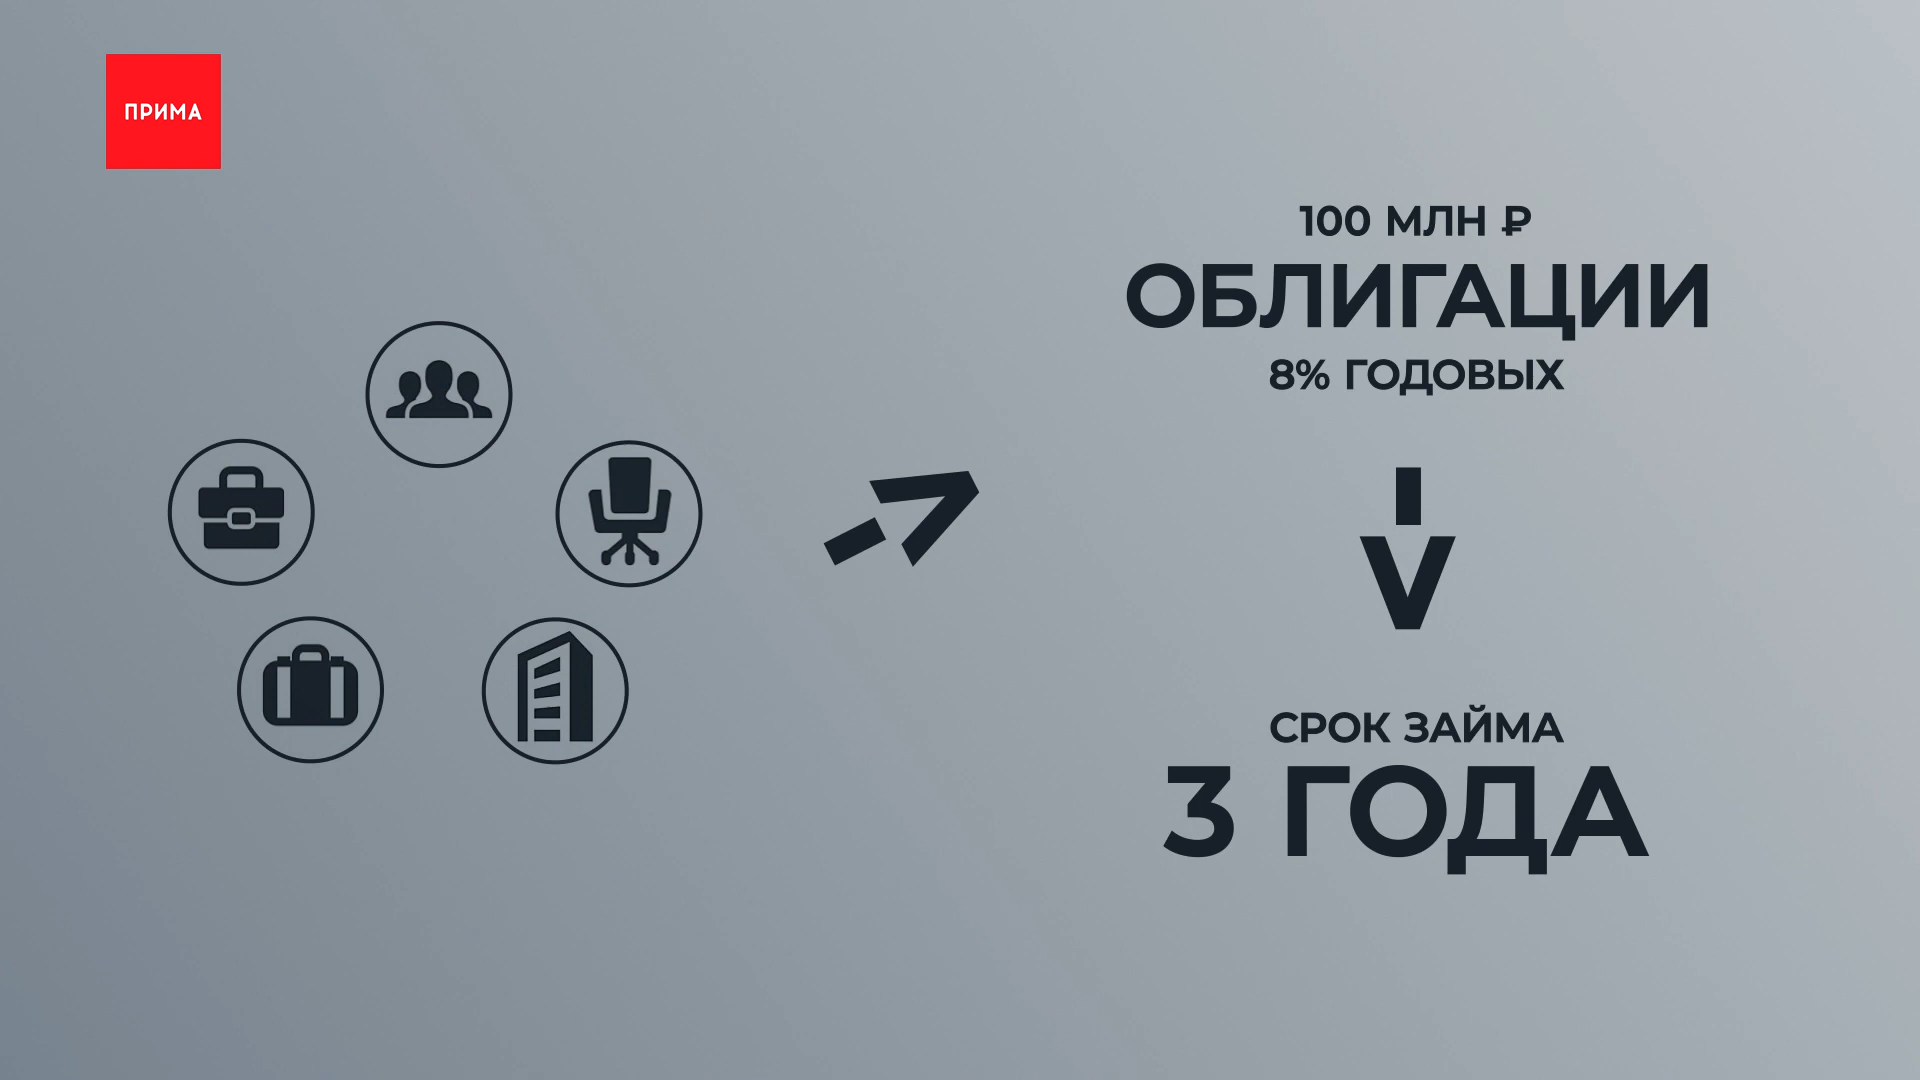 ПРИМА
100 МЛН ₽
ОБЛИГАЦИИ
8% ГОДОВЫХ
СРОК ЗАЙМА
3 ГОДА